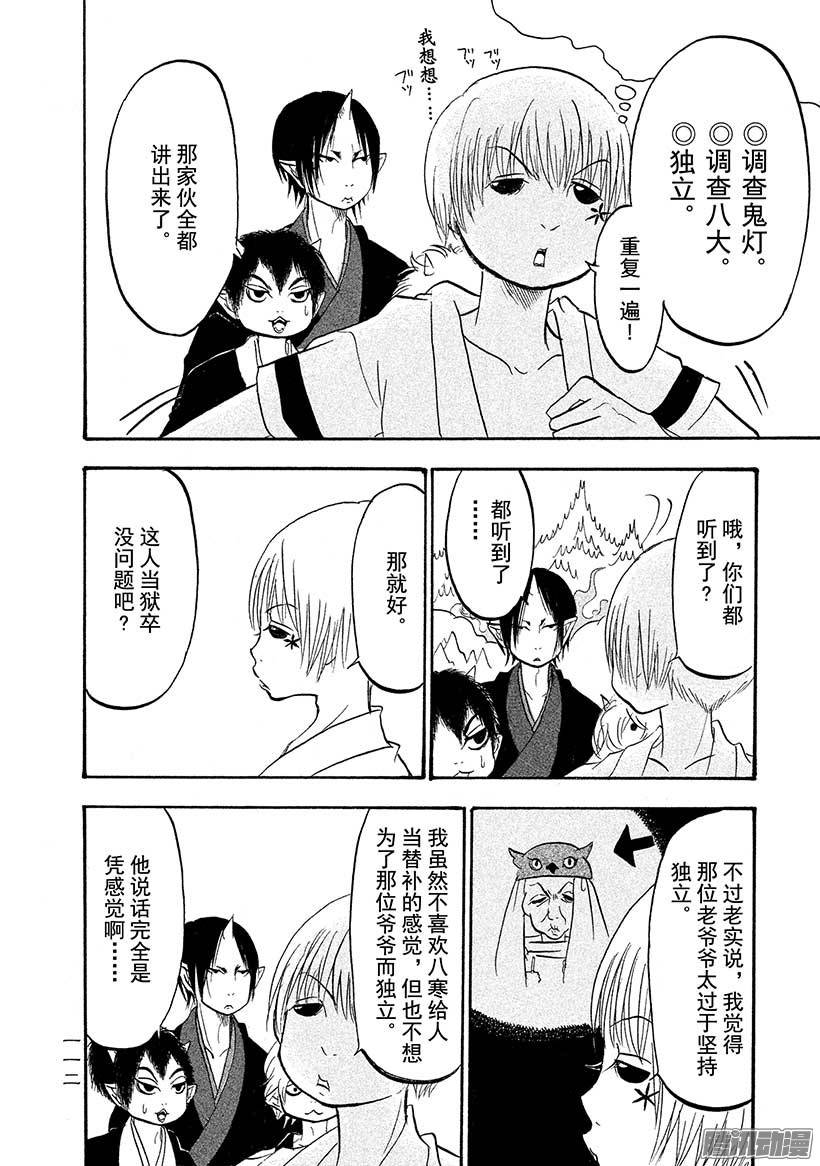 ◎调查鬼灯。
◎调查八大。
◎独立。
重复一遍！
我想想……
ブツ
ブツ
那家伙全都
讲出来了。
哦，你们都
听到了？
都听到了
……
那就好。
这人当狱卒
没问题吧？
不过老实说，我觉得
那位老爷爷太过于坚持
独立。
我虽然不喜欢八寒给人
当替补的感觉，但也不想
为了那位爷爷而独立。
他说话完全是
凭感觉啊……
一一二
腾讯动漫